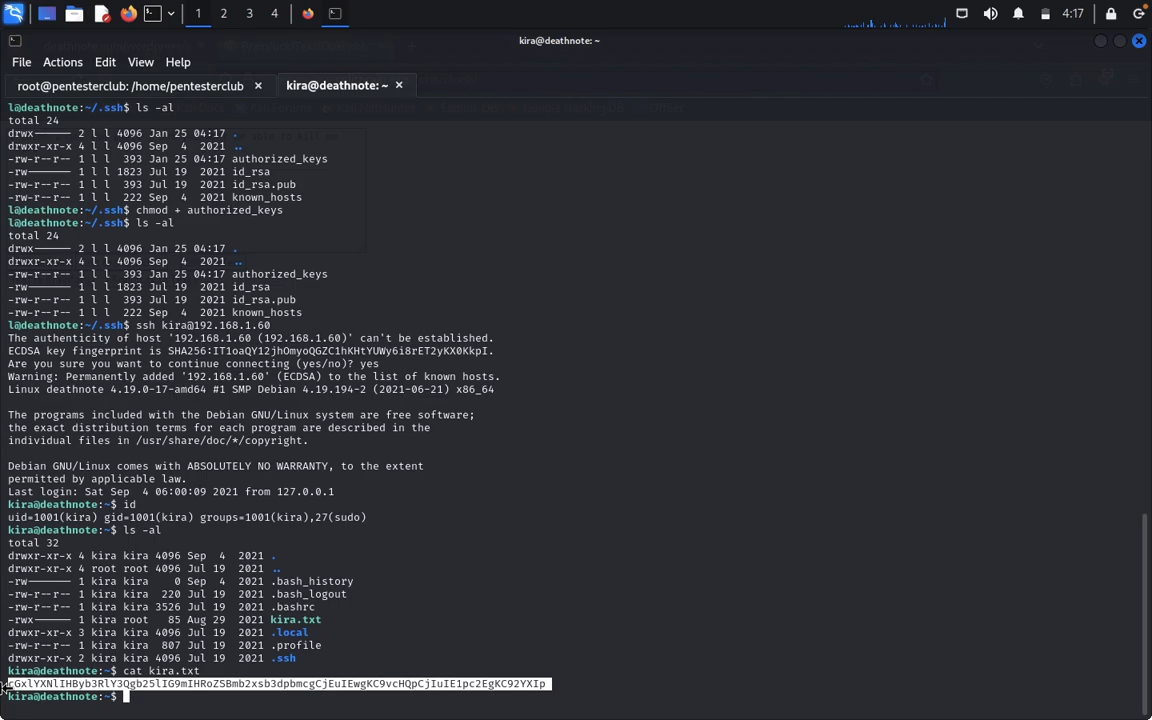 1 2 3 4 4:17
kira@deathnote: ~
File Actions Edit View Help
root@pentesterclub: /home/pentesterclub × kira@deathnote: ~ ×
l@deathnote:~/.ssh$ ls -al
total 24
drwx------ 2 l l 4096 Jan 25 04:17 .
drwxr-xr-x 4 l l 4096 Sep  4  2021 ..
-rw-r--r-- 1 l l  393 Jan 25 04:17 authorized_keys
-rw------- 1 l l 1823 Jul 19  2021 id_rsa
-rw-r--r-- 1 l l  393 Jul 19  2021 id_rsa.pub
-rw-r--r-- 1 l l  222 Sep  4  2021 known_hosts
l@deathnote:~/.ssh$ chmod + authorized_keys
l@deathnote:~/.ssh$ ls -al
total 24
drwx------ 2 l l 4096 Jan 25 04:17 .
drwxr-xr-x 4 l l 4096 Sep  4  2021 ..
-rw-r--r-- 1 l l  393 Jan 25 04:17 authorized_keys
-rw------- 1 l l 1823 Jul 19  2021 id_rsa
-rw-r--r-- 1 l l  393 Jul 19  2021 id_rsa.pub
-rw-r--r-- 1 l l  222 Sep  4  2021 known_hosts
l@deathnote:~/.ssh$ ssh kira@192.168.1.60
The authenticity of host '192.168.1.60 (192.168.1.60)' can't be established.
ECDSA key fingerprint is SHA256:IT1oaQY12jhOmyoQGZC1hKHtYUWy6i8rET2yKX0KkpI.
Are you sure you want to continue connecting (yes/no)? yes
Warning: Permanently added '192.168.1.60' (ECDSA) to the list of known hosts.
Linux deathnote 4.19.0-17-amd64 #1 SMP Debian 4.19.194-2 (2021-06-21) x86_64
The programs included with the Debian GNU/Linux system are free software;
the exact distribution terms for each program are described in the
individual files in /usr/share/doc/*/copyright.
Debian GNU/Linux comes with ABSOLUTELY NO WARRANTY, to the extent
permitted by applicable law.
Last login: Sat Sep  4 06:00:09 2021 from 127.0.0.1
kira@deathnote:~$ id
uid=1001(kira) gid=1001(kira) groups=1001(kira),27(sudo)
kira@deathnote:~$ ls -al
total 32
drwxr-xr-x 4 kira kira 4096 Sep  4  2021 .
drwxr-xr-x 4 root root 4096 Jul 19  2021 ..
-rw------- 1 kira kira    0 Sep  4  2021 .bash_history
-rw------- 1 kira kira  220 Jul 19  2021 .bash_logout
-rw-r--r-- 1 kira kira 3526 Jul 19  2021 .bashrc
-rw-r--r-- 1 kira root   85 Aug 29  2021 kira.txt
drwxr-xr-x 3 kira kira 4096 Jul 19  2021 .local
-rw-r--r-- 1 kira kira  807 Jul 19  2021 .profile
drwxr-xr-x 2 kira kira 4096 Jul 19  2021 .ssh
kira@deathnote:~$ cat kira.txt
cGxlYXNlIHByb3RlY3Qgb25lIG9mIHRoZSBmb2xsb3dpbmcgCjEuIEwgKC9vcHQpCjIuIE1pc2EgKC92YXIp
kira@deathnote:~$